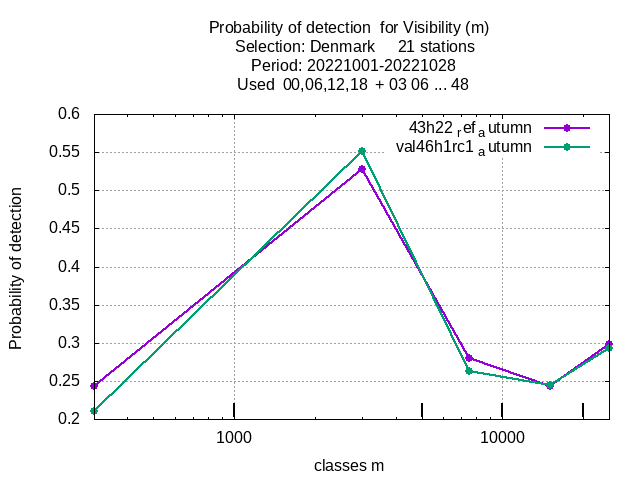 Probability of detection  for Visibility (m)
Selection: Denmark     21 stations
Period: 20221001-20221028
Used  00,06,12,18  + 03 06 ... 48
43h22 refautumn
val46h1rc1 autumn
0.6
0.55
0.5
0.45
0.4
0.35
0.3
0.25
0.2
Probability of detection
1000 10000
classes m